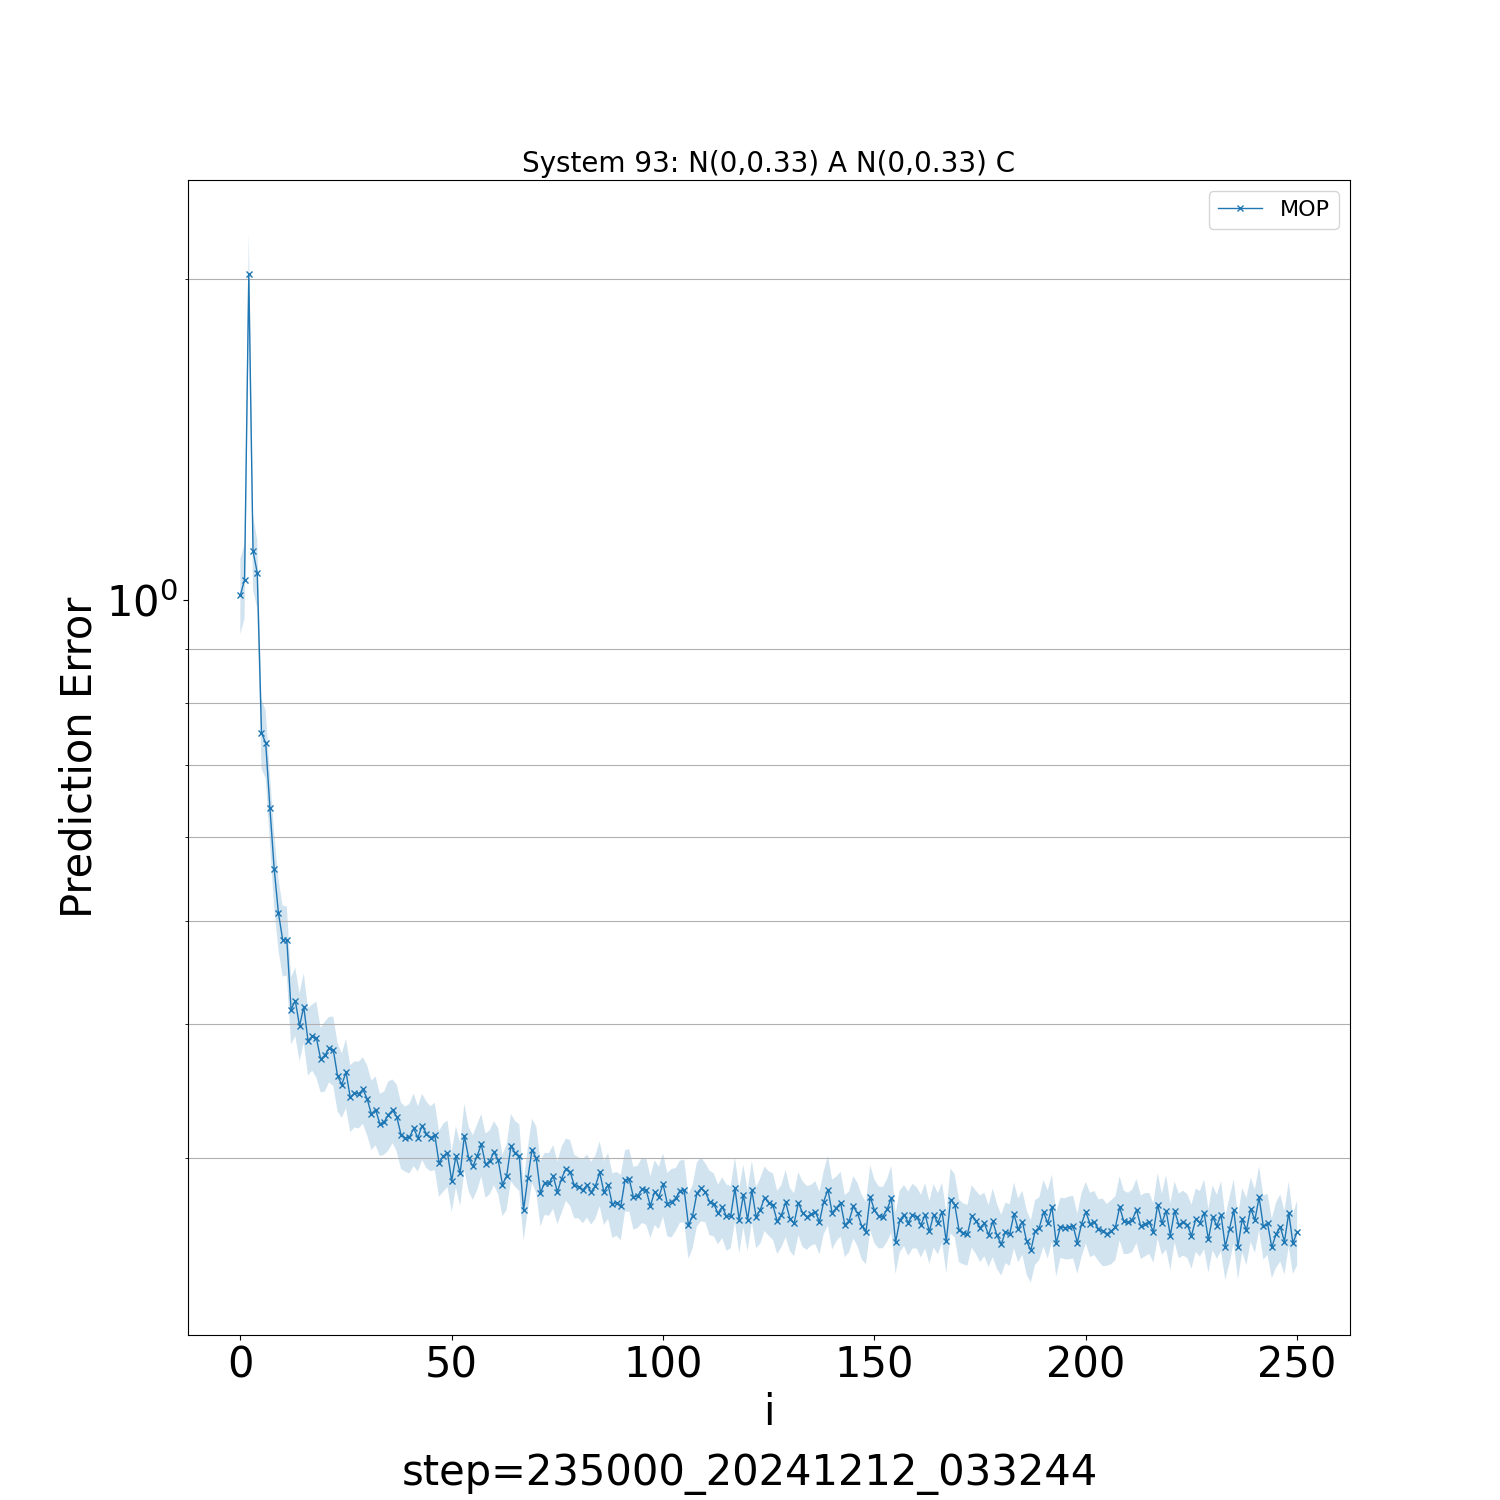 System 93: N(0,0.33) A N(0,0.33) C
MOP
10⁰
Prediction Error
0 50 100 150 200 250
i
step=235000_20241212_033244